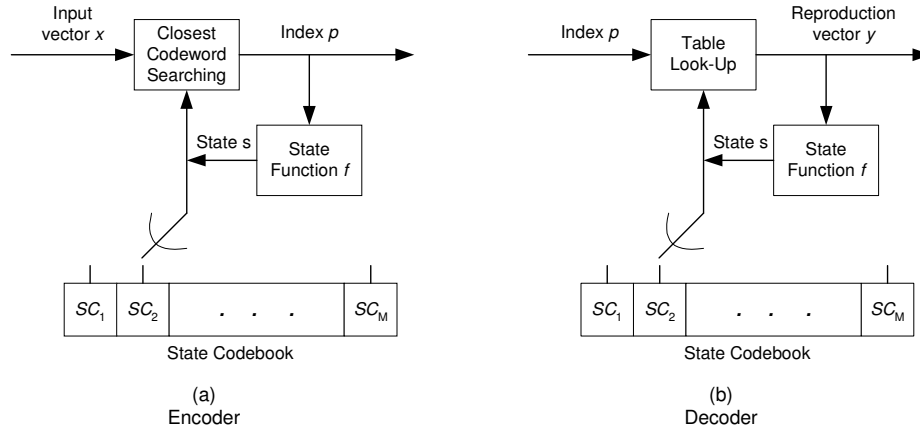 Input
vector x
Closest
Codeword
Searching
Index p
State s
State
Function f
SC1
SC2
. . .
SCM
State Codebook
(a)
Encoder
Index p
Table
Look-Up
Reproduction
vector y
State s
State
Function f
SC1
SC2
. . .
SCM
State Codebook
(b)
Decoder